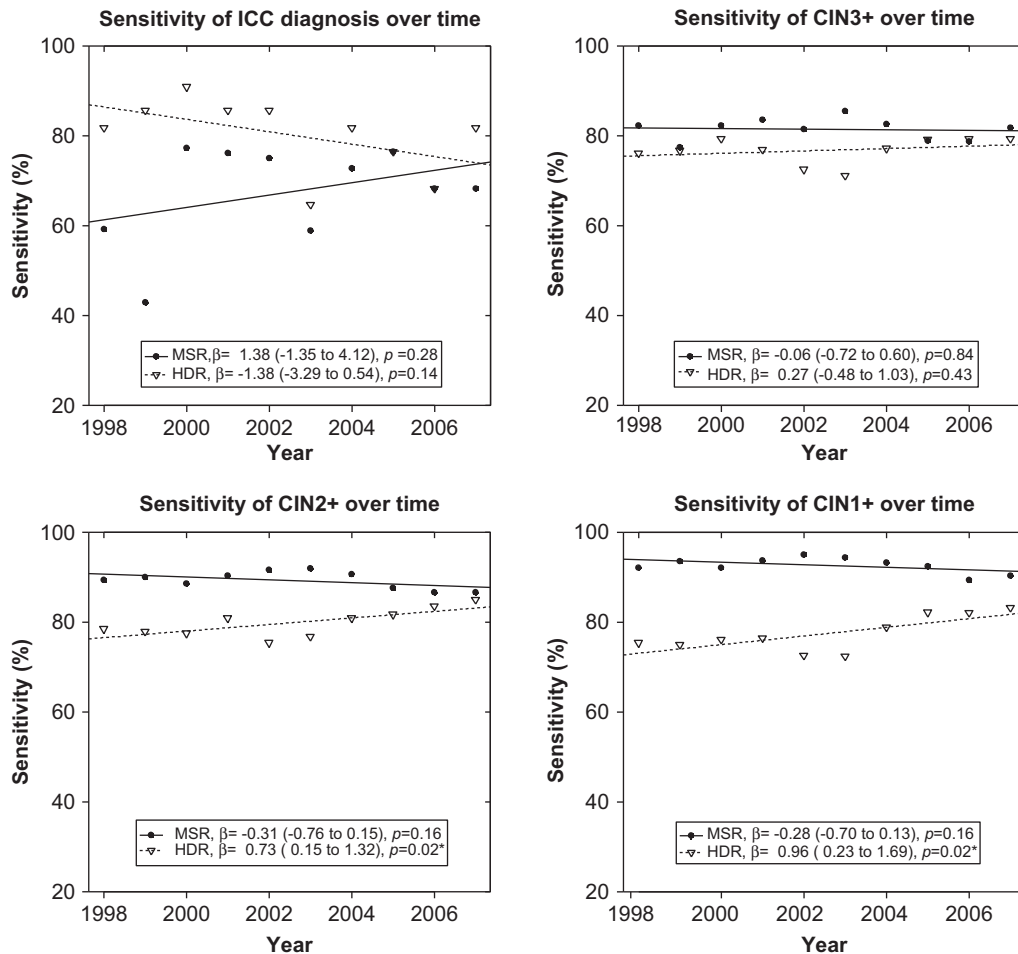 Sensitivity of ICC diagnosis over time
100
80
60
40
20
Sensitivity (%)
MSR,β= 1.38 (-1.35 to 4.12), p =0.28
HDR, β= -1.38 (-3.29 to 0.54), p=0.14
1998 2000 2002 2004 2006
Year
Sensitivity of CIN3+ over time
100
80
60
40
20
Sensitivity (%)
MSR, β= -0.06 (-0.72 to 0.60), p=0.84
HDR, β= 0.27 (-0.48 to 1.03), p=0.43
1998 2000 2002 2004 2006
Year
Sensitivity of CIN2+ over time
100
80
60
40
20
Sensitivity (%)
MSR, β= -0.31 (-0.76 to 0.15), p=0.16
HDR, β= 0.73 ( 0.15 to 1.32), p=0.02*
1998 2000 2002 2004 2006
Year
Sensitivity of CIN1+ over time
100
80
60
40
20
Sensitivity (%)
MSR, β= -0.28 (-0.70 to 0.13), p=0.16
HDR, β= 0.96 ( 0.23 to 1.69), p=0.02*
1998 2000 2002 2004 2006
Year